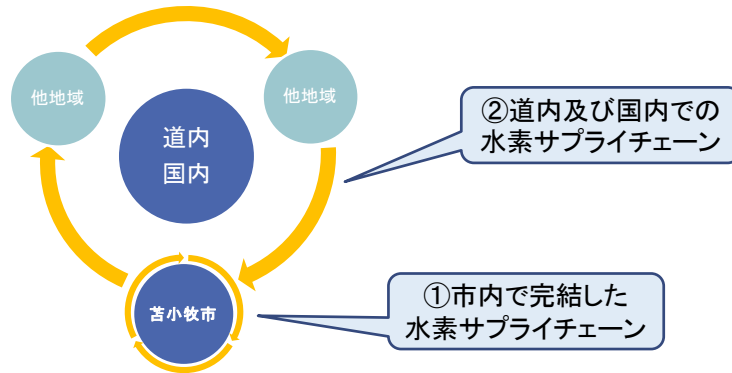 他地域
他地域
道内
国内
②道内及び国内での
水素サプライチェーン
苫小牧市
①市内で完結した
水素サプライチェーン